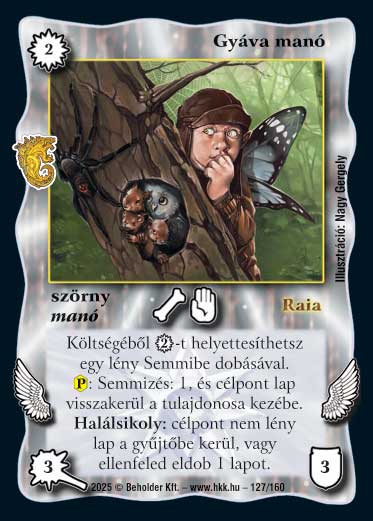 2
Gyáva manó
Illusztráció: Nagy Gergely
szörny
manó
Raia
Költségéből 2-t helyettesíthetsz
egy lény Semmibe dobásával.
P: Semmizés: 1, és célpont lap
visszakerül a tulajdonosa kezébe.
Halálsikoly: célpont nem lény
lap a gyűjtőbe kerül, vagy
ellenfeled eldob 1 lapot.
3
3
2025 © Beholder Kft. – www.hkk.hu – 127/160